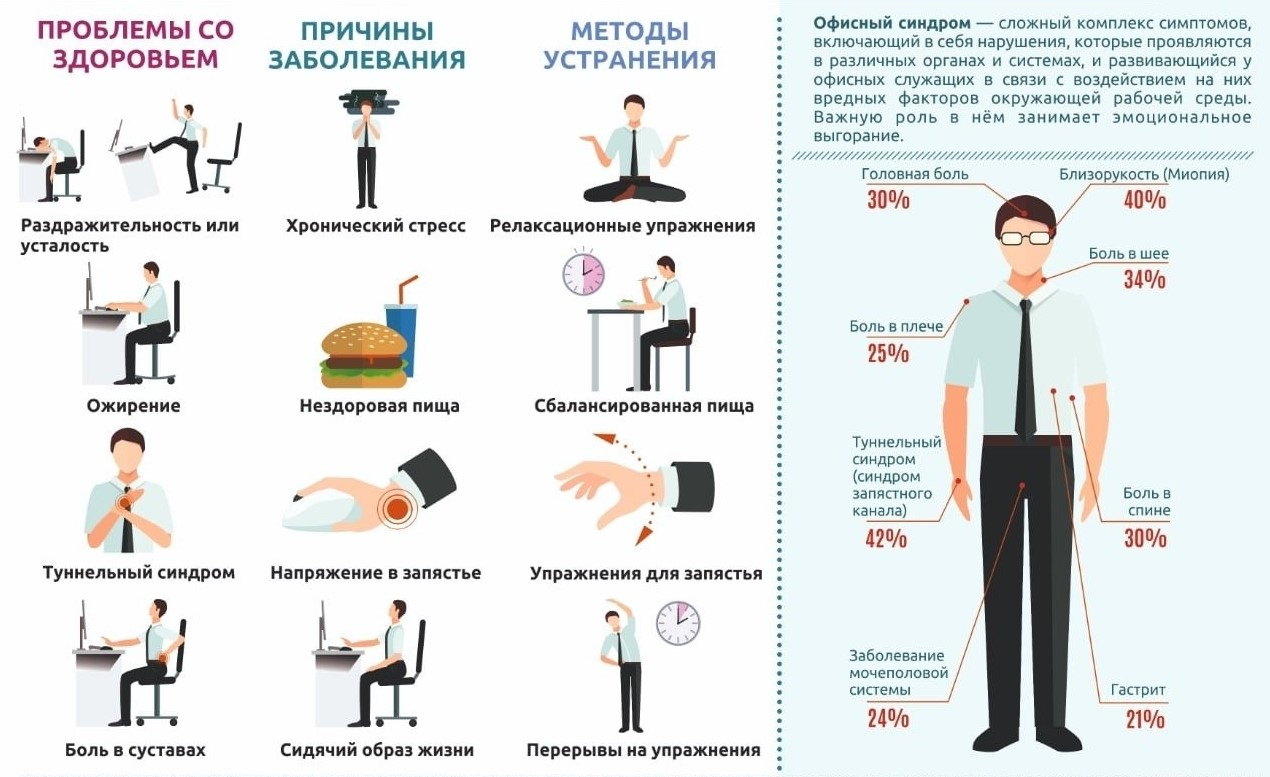 ПРОБЛЕМЫ СО
ЗДОРОВЬЕМ
ПРИЧИНЫ
ЗАБОЛЕВАНИЯ
МЕТОДЫ
УСТРАНЕНИЯ
Раздражительность или
усталость
Хронический стресс
Релаксационные упражнения
Ожирение
Нездоровая пища
Сбалансированная пища
Туннельный синдром
Напряжение в запястье
Упражнения для запястья
Боль в суставах
Сидячий образ жизни
Перерывы на упражнения
Офисный синдром — сложный комплекс симптомов,
включающий в себя нарушения, которые проявляются
в различных органах и системах, и развивающийся у
офисных служащих в связи с воздействием на них
вредных факторов окружающей рабочей среды.
Важную роль в нём занимает эмоциональное
выгорание.
Головная боль
30%
Близорукость (Миопия)
40%
Боль в шее
34%
Боль в плече
25%
Туннельный
синдром
(синдром
запястного
канала)
42%
Боль в
спине
30%
Заболевание
мочеполовой
системы
24%
Гастрит
21%